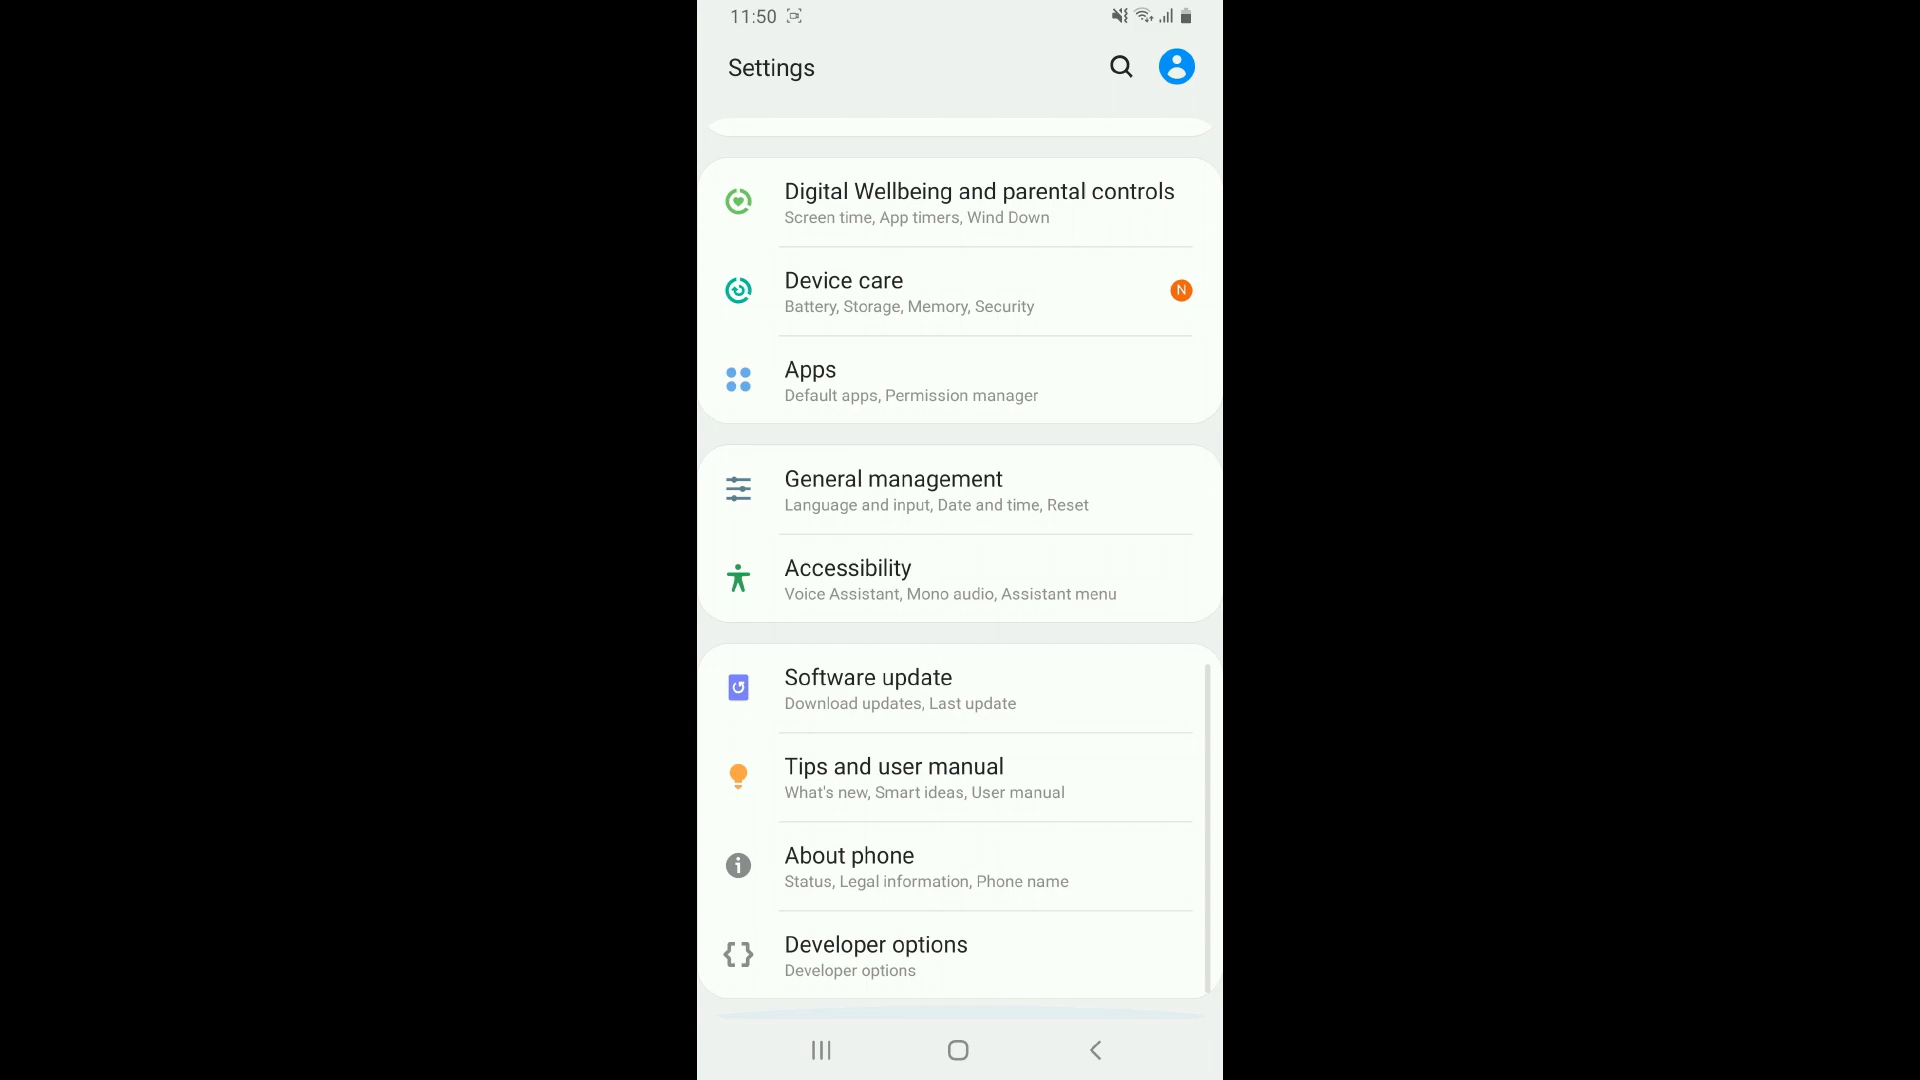 11:50
Settings
Digital Wellbeing and parental controls
Screen time, App timers, Wind Down
Device care
Battery, Storage, Memory, Security
N
Apps
Default apps, Permission manager
General management
Language and input, Date and time, Reset
Accessibility
Voice Assistant, Mono audio, Assistant menu
Software update
Download updates, Last update
Tips and user manual
What's new, Smart ideas, User manual
About phone
Status, Legal information, Phone name
Developer options
Developer options